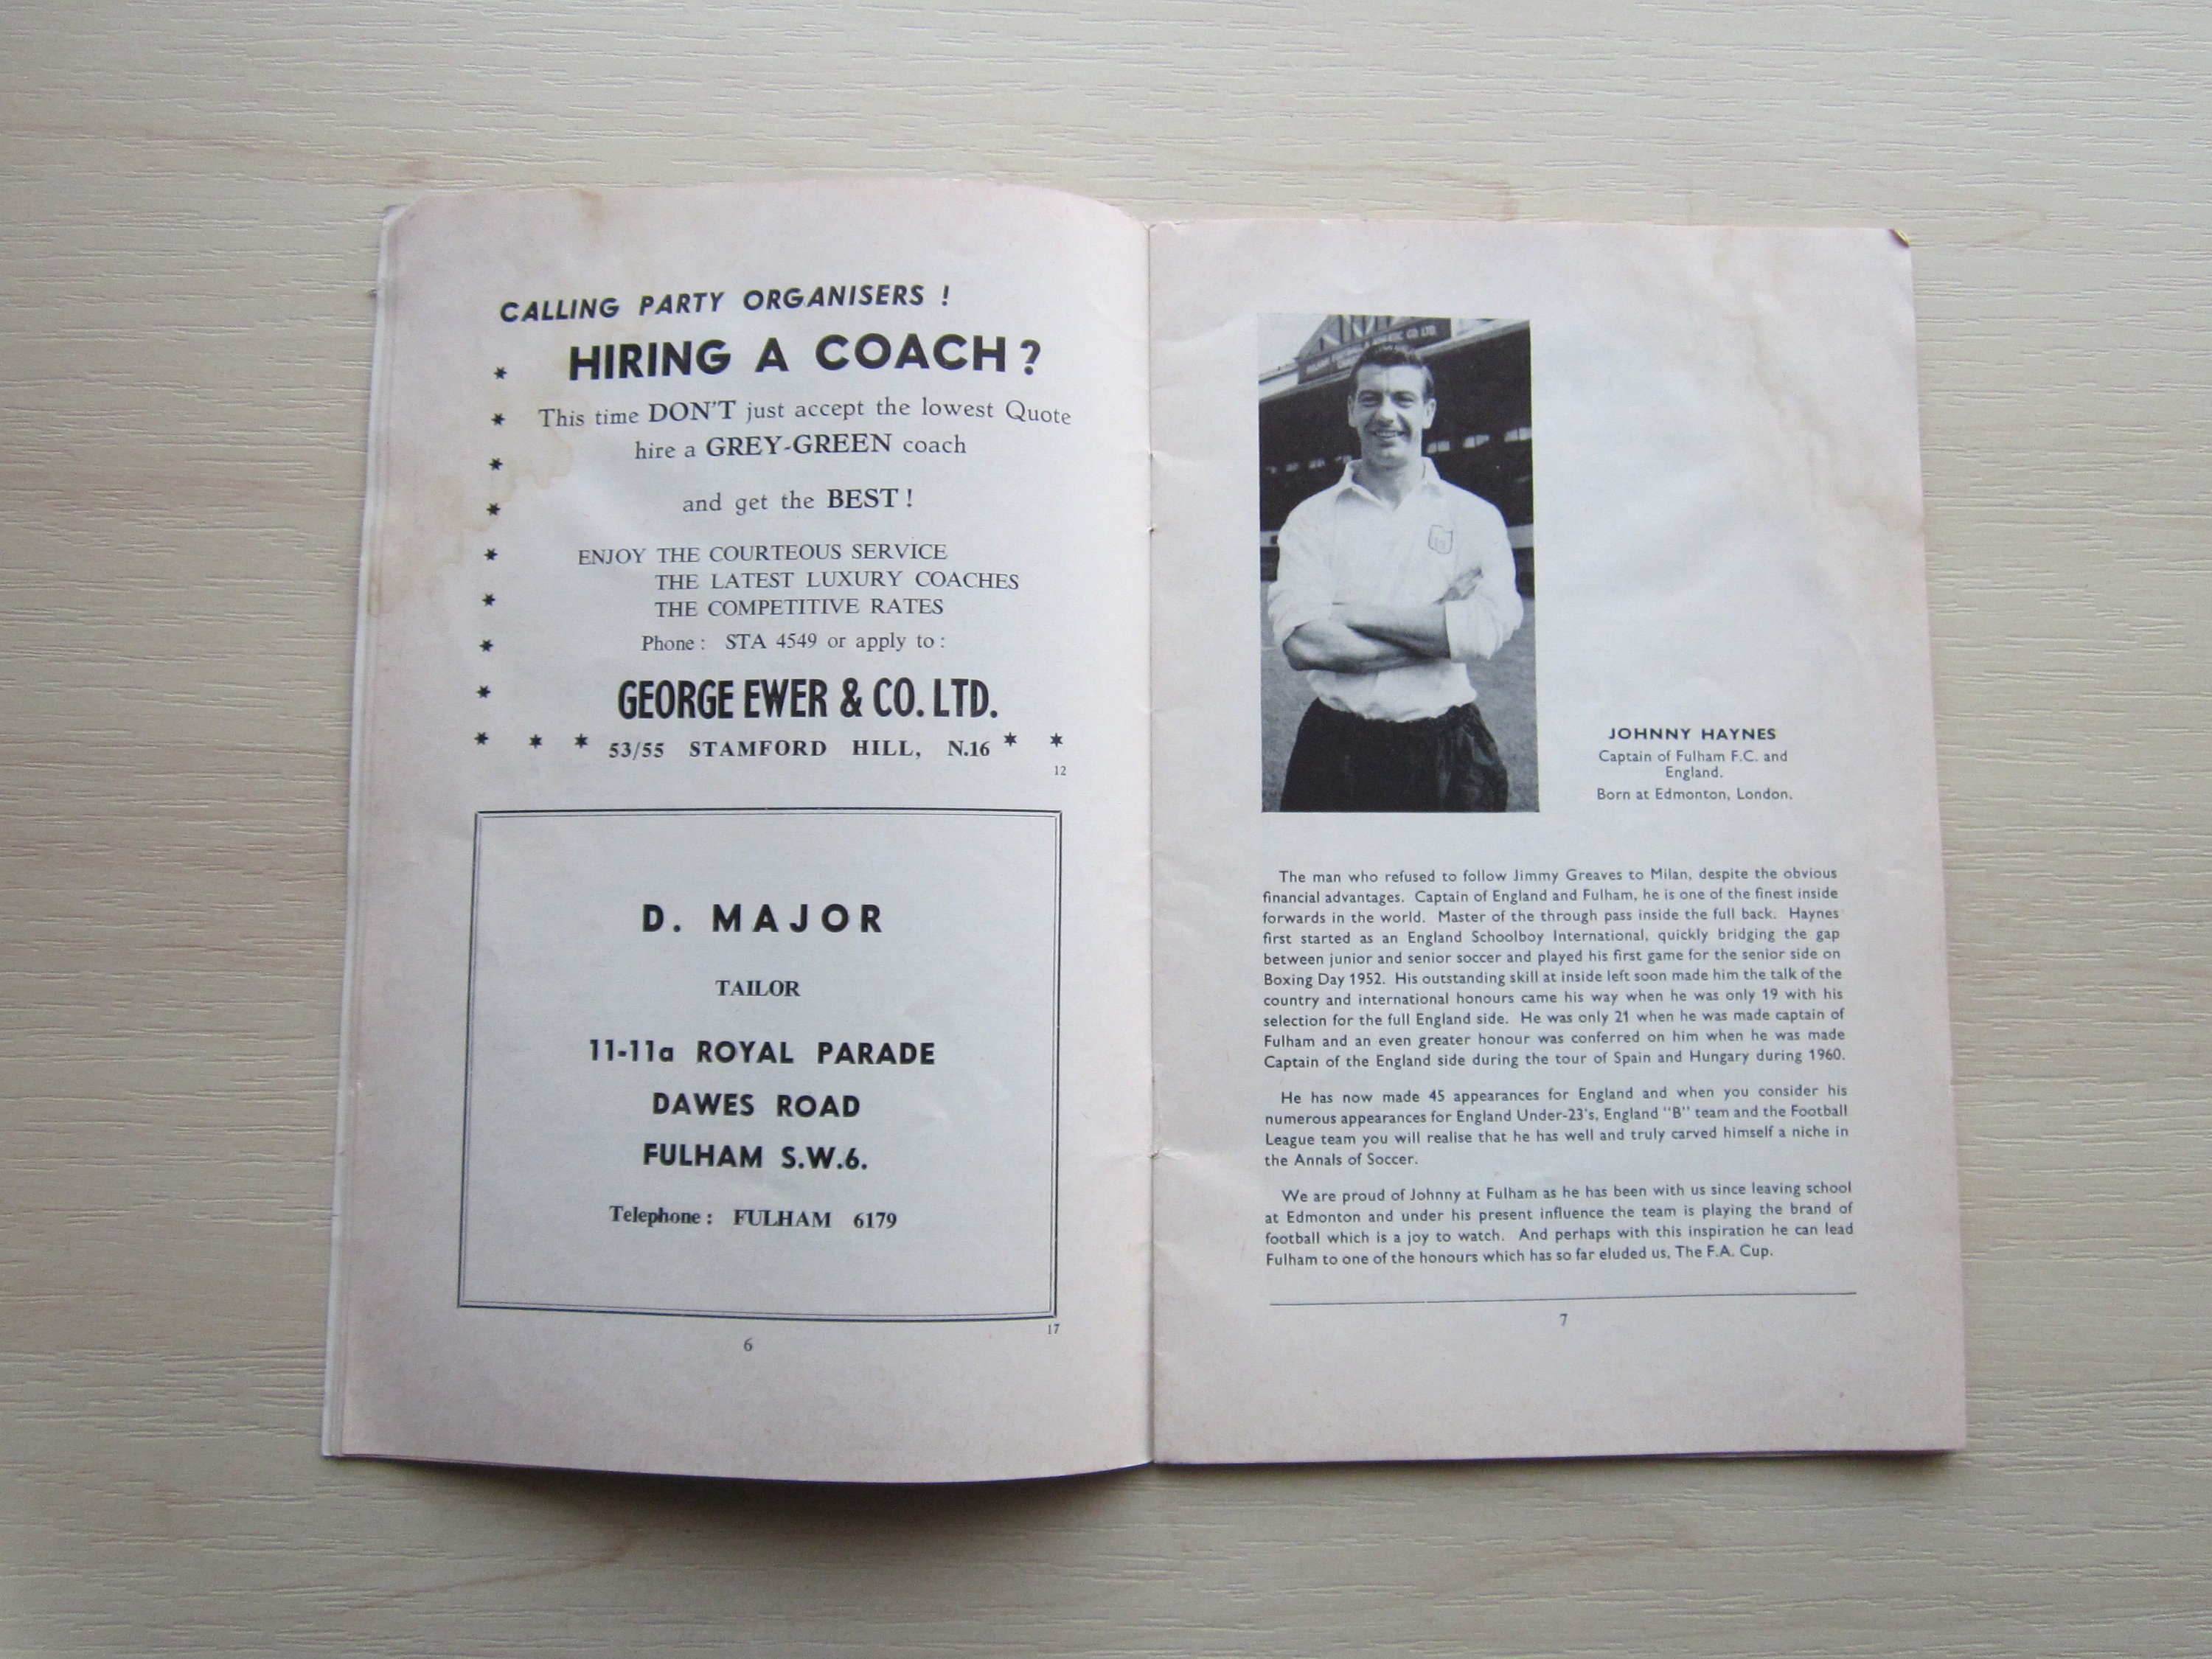 CALLING PARTY ORGANISERS !
HIRING A COACH ?
This time DON'T just accept the lowest Quote
hire a GREY-GREEN coach
and get the BEST !
ENJOY THE COURTEOUS SERVICE
THE LATEST LUXURY COACHES
THE COMPETITIVE RATES
Phone : STA 4549 or apply to :
GEORGE EWER & CO. LTD.
53/55 STAMFORD HILL, N.16
12
D. MAJOR
TAILOR
11-11a ROYAL PARADE
DAWES ROAD
FULHAM S.W.6.
Telephone : FULHAM 6179
17
6
CO LTD
JOHNNY HAYNES
Captain of Fulham F.C. and
England.
Born at Edmonton, London.
The man who refused to follow Jimmy Greaves to Milan, despite the obvious
financial advantages. Captain of England and Fulham, he is one of the finest inside
forwards in the world. Master of the through pass inside the full back. Haynes
first started as an England Schoolboy International, quickly bridging the gap
between junior and senior soccer and played his first game for the senior side on
Boxing Day 1952. His outstanding skill at inside left soon made him the talk of the
country and international honours came his way when he was only 19 with his
selection for the full England side. He was only 21 when he was made captain of
Fulham and an even greater honour was conferred on him when he was made
Captain of the England side during the tour of Spain and Hungary during 1960.
He has now made 45 appearances for England and when you consider his
numerous appearances for England Under-23's, England "B" team and the Football
League team you will realise that he has well and truly carved himself a niche in
the Annals of Soccer.
We are proud of Johnny at Fulham as he has been with us since leaving school
at Edmonton and under his present influence the team is playing the brand of
football which is a joy to watch. And perhaps with this inspiration he can lead
Fulham to one of the honours which has so far eluded us, The F.A. Cup.
7